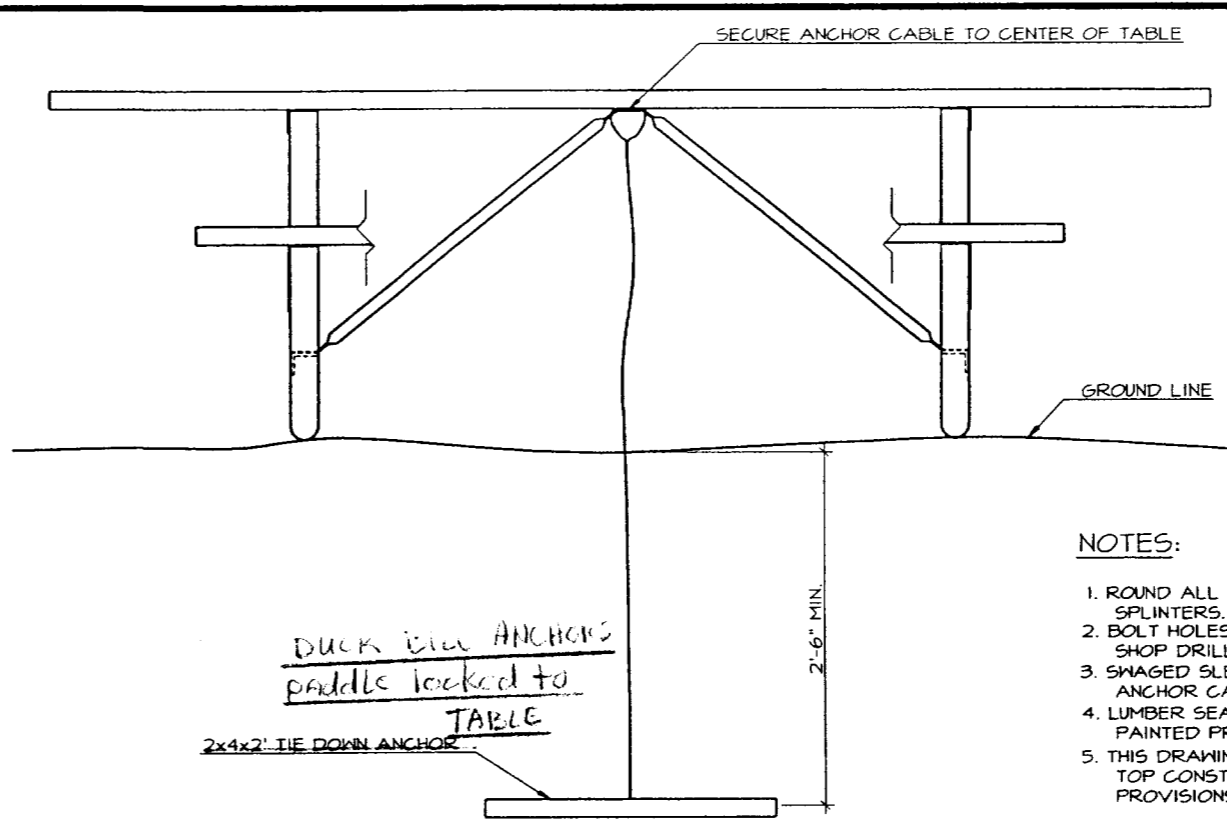 SECURE ANCHOR CABLE TO CENTER OF TABLE
GROUND LINE
2'-6" MIN.
DUCK BILL ANCHORS
paddle locked to
TABLE
2x4x2' TIE DOWN ANCHOR
NOTES:
1. ROUND ALL
SPLINTERS.
2. BOLT HOLES
SHOP DRILL
3. SWAGED SLE
ANCHOR CA
4. LUMBER SEA
PAINTED PR
5. THIS DRAWIN
TOP CONST
PROVISIONS